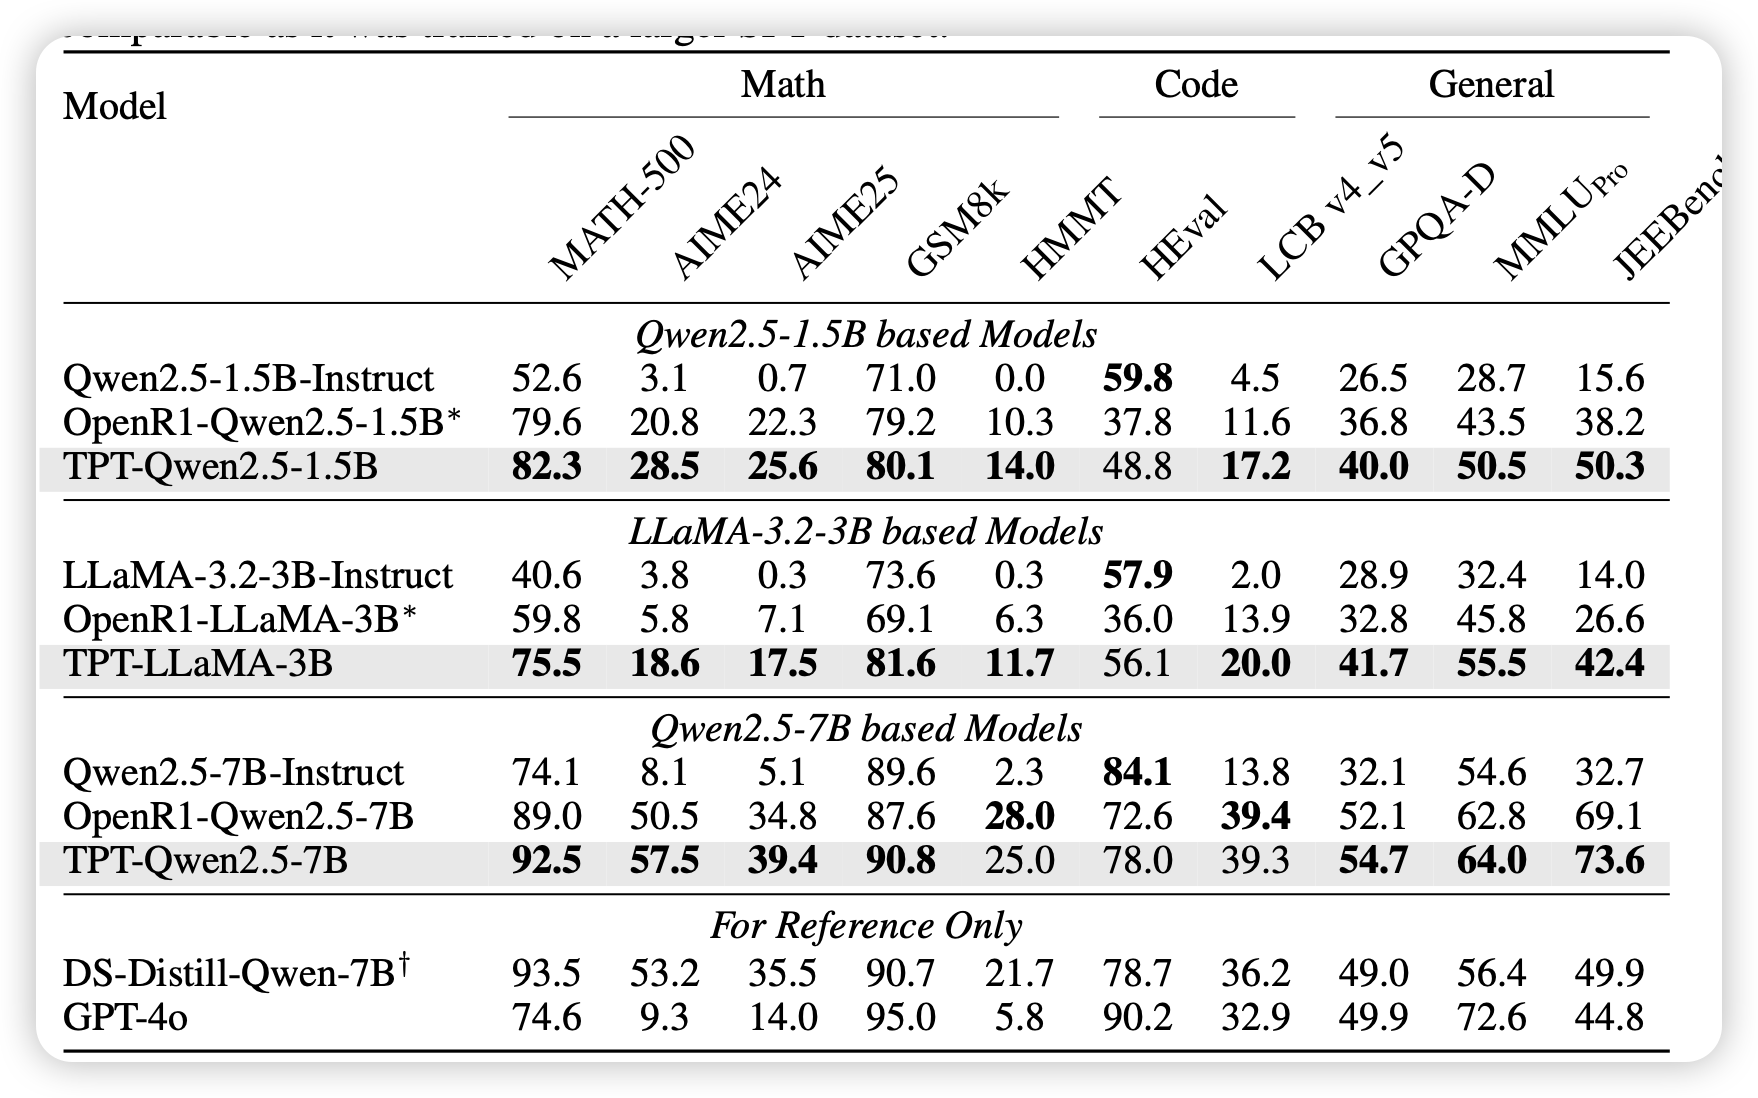 comparable as it was trained on a larger SFT dataset.
Model Math Code General
MATH-500 AIME24 AIME25 GSM8k HMMT HEval LCB v4_v5 GPQA-D MMLU Pro JEEBench
Qwen2.5-1.5B based Models
Qwen2.5-1.5B-Instruct 52.6 3.1 0.7 71.0 0.0 59.8 4.5 26.5 28.7 15.6
OpenR1-Qwen2.5-1.5B* 79.6 20.8 22.3 79.2 10.3 37.8 11.6 36.8 43.5 38.2
TPT-Qwen2.5-1.5B 82.3 28.5 25.6 80.1 14.0 48.8 17.2 40.0 50.5 50.3
LLaMA-3.2-3B based Models
LLaMA-3.2-3B-Instruct 40.6 3.8 0.3 73.6 0.3 57.9 2.0 28.9 32.4 14.0
OpenR1-LLaMA-3B* 59.8 5.8 7.1 69.1 6.3 36.0 13.9 32.8 45.8 26.6
TPT-LLaMA-3B 75.5 18.6 17.5 81.6 11.7 56.1 20.0 41.7 55.5 42.4
Qwen2.5-7B based Models
Qwen2.5-7B-Instruct 74.1 8.1 5.1 89.6 2.3 84.1 13.8 32.1 54.6 32.7
OpenR1-Qwen2.5-7B 89.0 50.5 34.8 87.6 28.0 72.6 39.4 52.1 62.8 69.1
TPT-Qwen2.5-7B 92.5 57.5 39.4 90.8 25.0 78.0 39.3 54.7 64.0 73.6
For Reference Only
DS-Distill-Qwen-7B† 93.5 53.2 35.5 90.7 21.7 78.7 36.2 49.0 56.4 49.9
GPT-4o 74.6 9.3 14.0 95.0 5.8 90.2 32.9 49.9 72.6 44.8